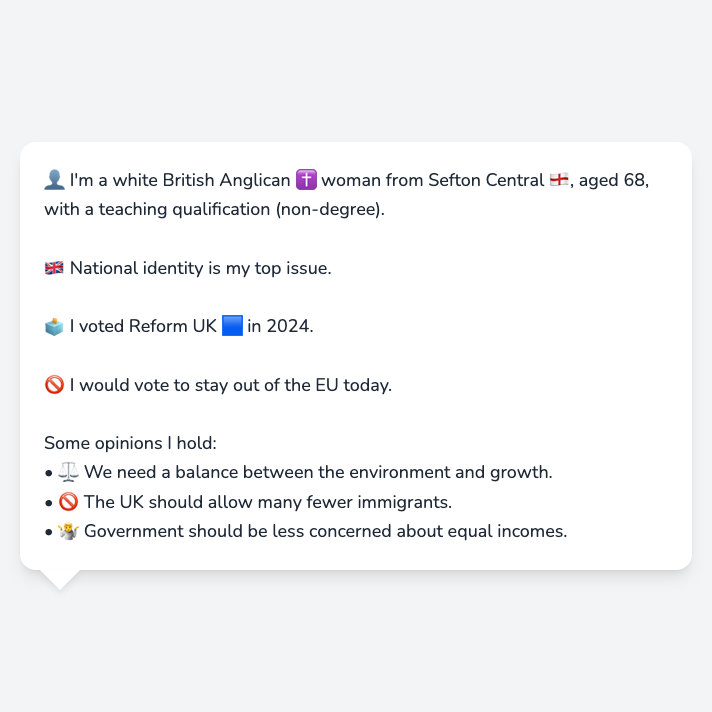 👤 I'm a white British Anglican ✝️ woman from Sefton Central 🏴󠁧󠁢󠁥󠁮󠁧󠁿, aged 68,
with a teaching qualification (non-degree).
🇬🇧 National identity is my top issue.
🗳️ I voted Reform UK 🟦 in 2024.
🚫 I would vote to stay out of the EU today.
Some opinions I hold:
• ⚖️ We need a balance between the environment and growth.
• 🚫 The UK should allow many fewer immigrants.
• 🤷 Government should be less concerned about equal incomes.